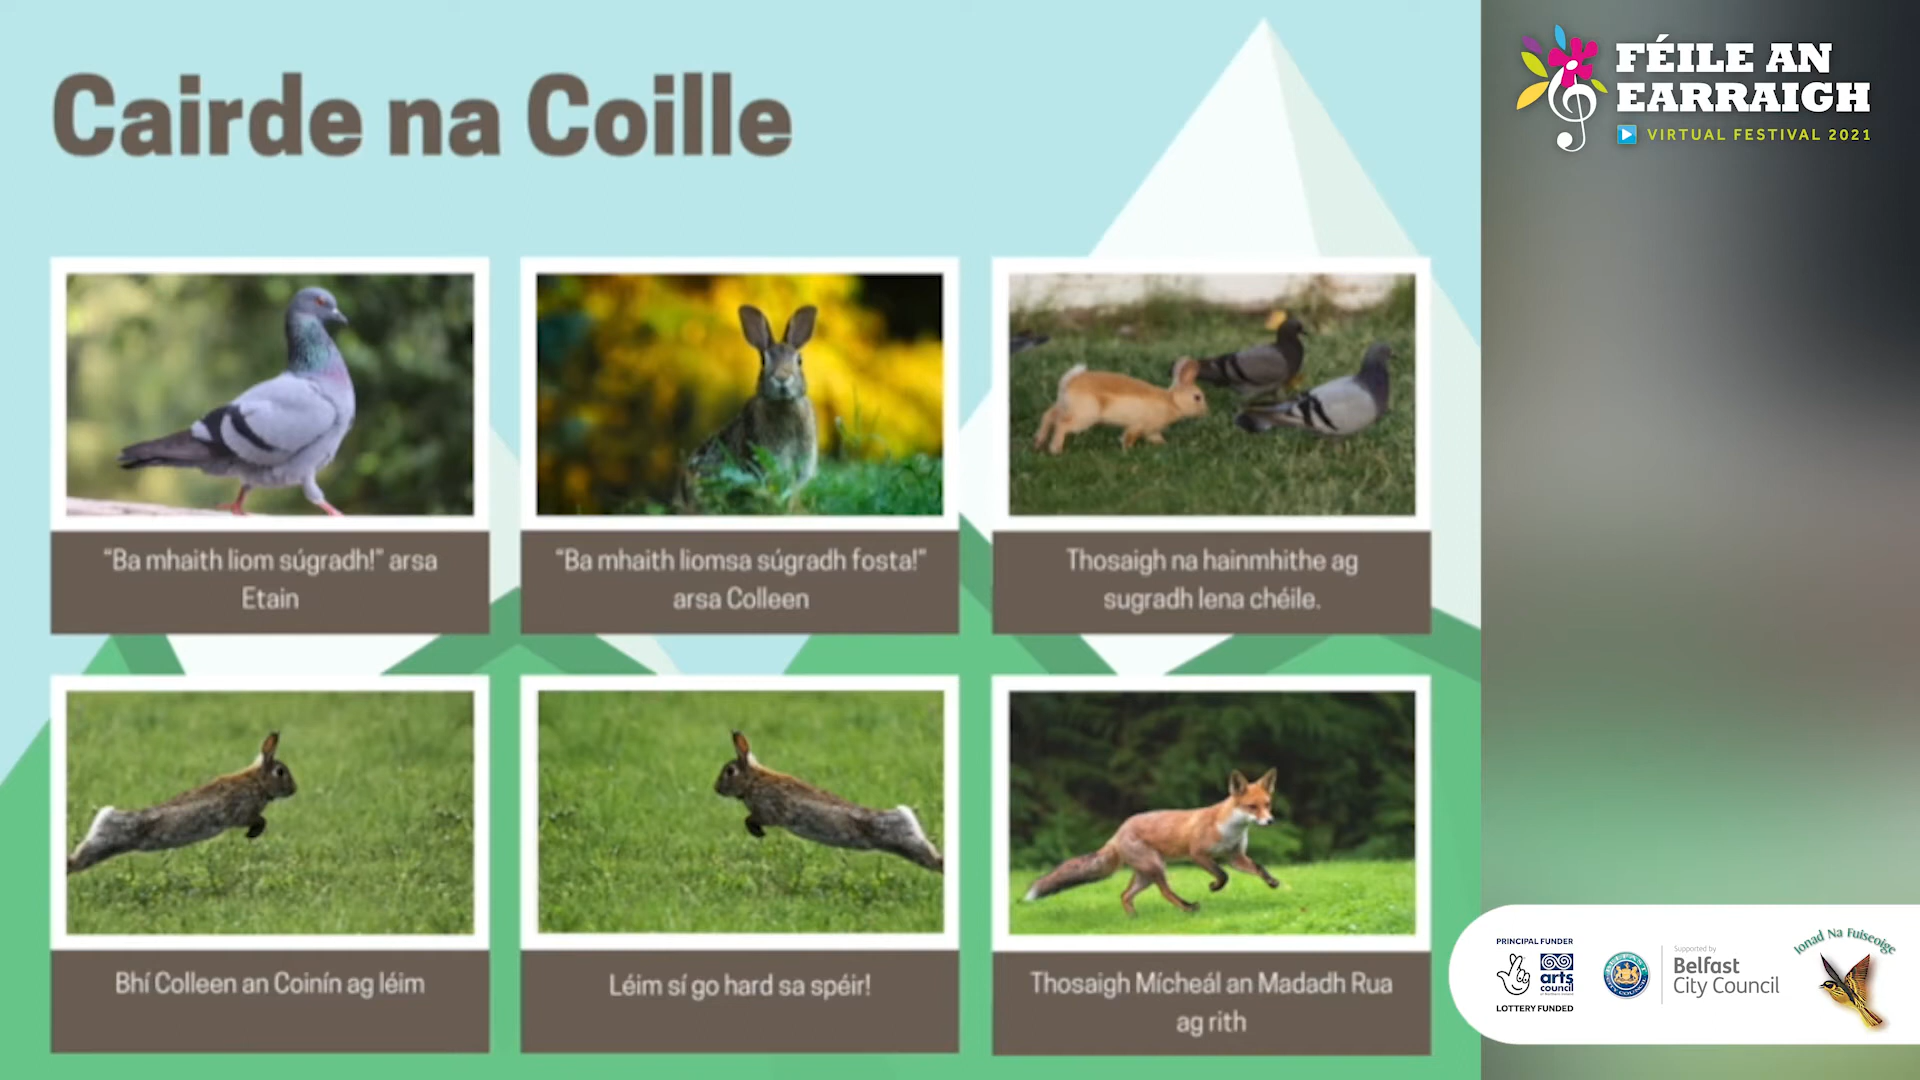 Cairde na Coille
"Ba mhaith liom súgradh!" arsa
Etain
"Ba mhaith liomsa súgradh fosta!"
arsa Colleen
Thosaigh na hainmhithe ag
sugradh lena chéile.
Bhí Colleen an Coinín ag léim
Léim sí go hard sa spéir!
Thosaigh Mícheál an Madadh Rua
ag rith
FÉILE AN
EARRAIGH
VIRTUAL FESTIVAL 2021
PRINCIPAL FUNDER
arts
council
LOTTERY FUNDED
Supported by
Belfast
City Council
Ionad Na Fuiseoige